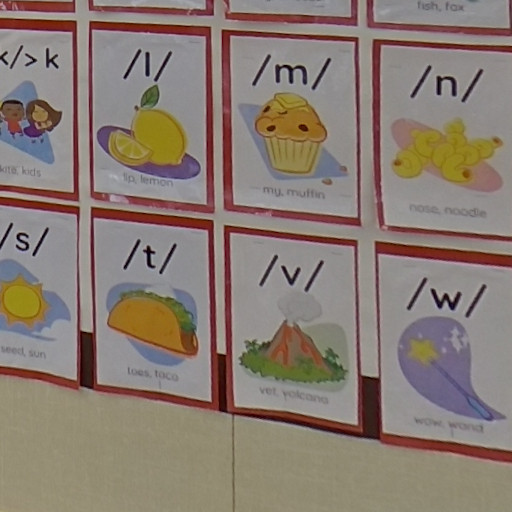 fish, fox
/k/>k
/l/
/m/
/n/
kite, kids
lip, lemon
my, muffin
nose, noodle
/s/
/t/
/v/
/w/
seed, sun
toes, taco
vet, volcano
wow, wand